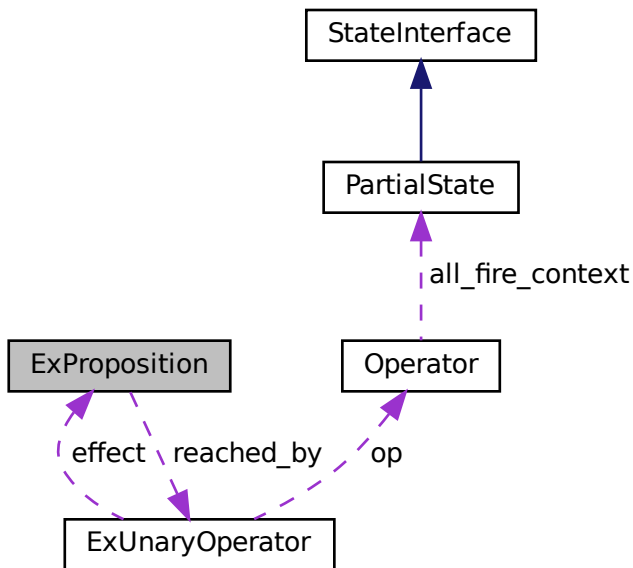 StateInterface
PartialState
all_fire_context
ExProposition
Operator
effect
reached_by
op
ExUnaryOperator